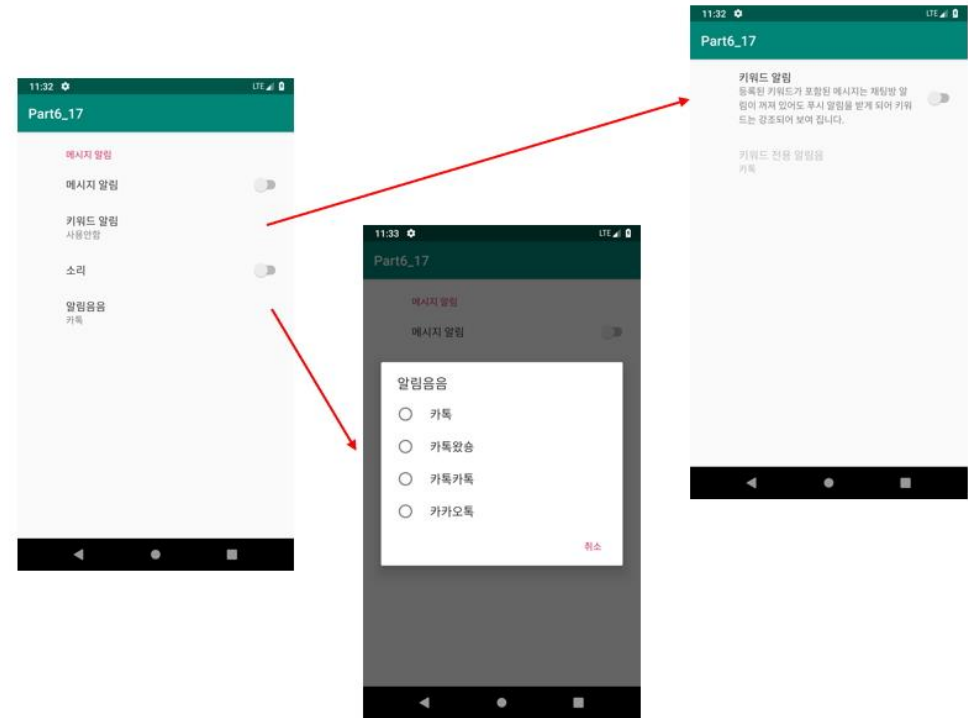 11:32 LTE
Part6_17
메시지 알림
메시지 알림
키워드 알림
사용안함
소리
알림음음
카톡
11:33 LTE
Part6_17
메시지 알림
메시지 알림
알림음음
카톡
카톡왔숑
카톡카톡
카카오톡
취소
11:32 LTE
Part6_17
키워드 알림
등록된 키워드가 포함된 메시지는 채팅방 알
림이 꺼져 있어도 푸시 알림을 받게 되어 키워
드는 강조되어 보여 집니다.
키워드 전용 알림음
카톡